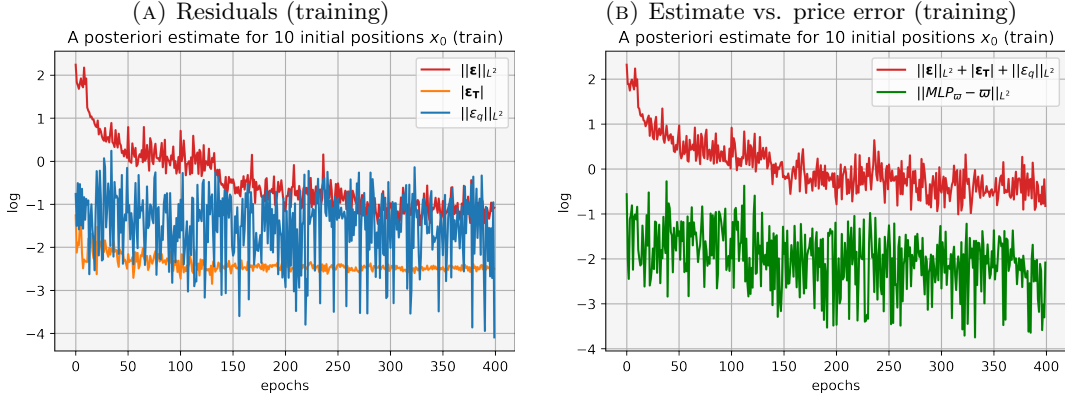 (A) Residuals (training)
A posteriori estimate for 10 initial positions x₀ (train)
||ε||_{L²}
|ε_T|
||ε_q||_{L²}
log
2
1
0
−1
−2
−3
−4
0 50 100 150 200 250 300 350 400
epochs
(B) Estimate vs. price error (training)
A posteriori estimate for 10 initial positions x₀ (train)
||ε||_{L²} + |ε_T| + ||ε_q||_{L²}
||MLP_ϖ − ϖ||_{L²}
log
2
1
0
−1
−2
−3
−4
0 50 100 150 200 250 300 350 400
epochs